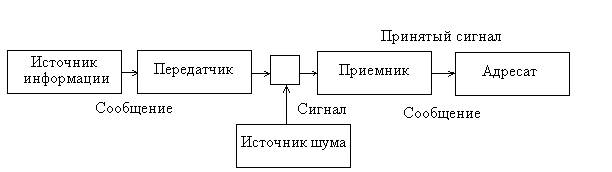 Принятый сигнал
Источник
информации
Передатчик
Приемник
Адресат
Сообщение
Сигнал
Сообщение
Источник шума